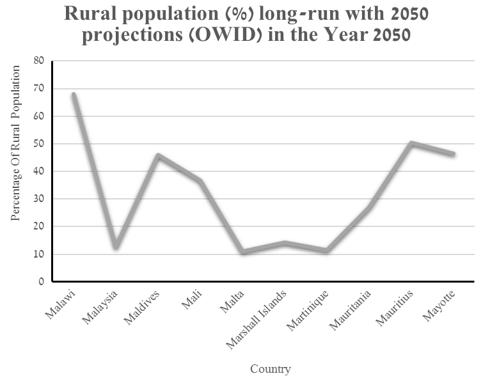 Rural population (%) long-run with 2050
projections (OWID) in the Year 2050
Percentage Of Rural Population
80
70
60
50
40
30
20
10
0
Malawi
Malaysia
Maldives
Mali
Malta
Marshall Islands
Martinique
Mauritania
Mauritius
Mayotte
Country